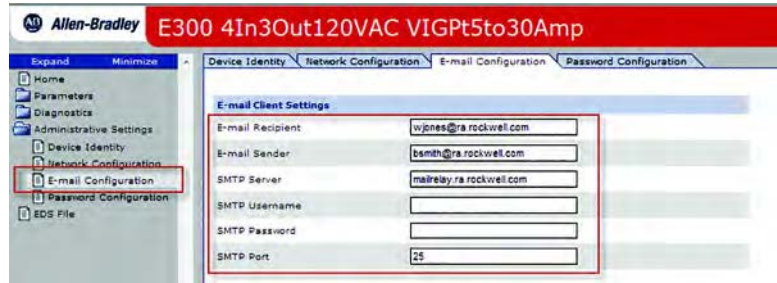 AB Allen-Bradley E300 4In3Out120VAC VIGPt5to30Amp
Expand Minimize
Home
Parameters
Diagnostics
Administrative Settings
Device Identity
Network Configuration
E-mail Configuration
Password Configuration
EDS File
Device Identity Network Configuration E-mail Configuration Password Configuration
E-mail Client Settings
E-mail Recipient wjones@ra.rockwell.com
E-mail Sender bsmith@ra.rockwell.com
SMTP Server mailrelay.ra.rockwell.com
SMTP Username
SMTP Password
SMTP Port 25